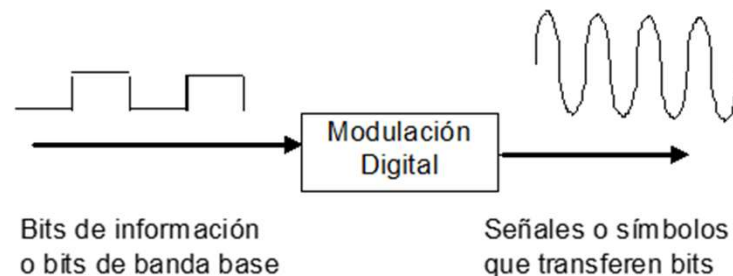 Modulación
Digital
Bits de información
o bits de banda base
Señales o símbolos
que transferen bits